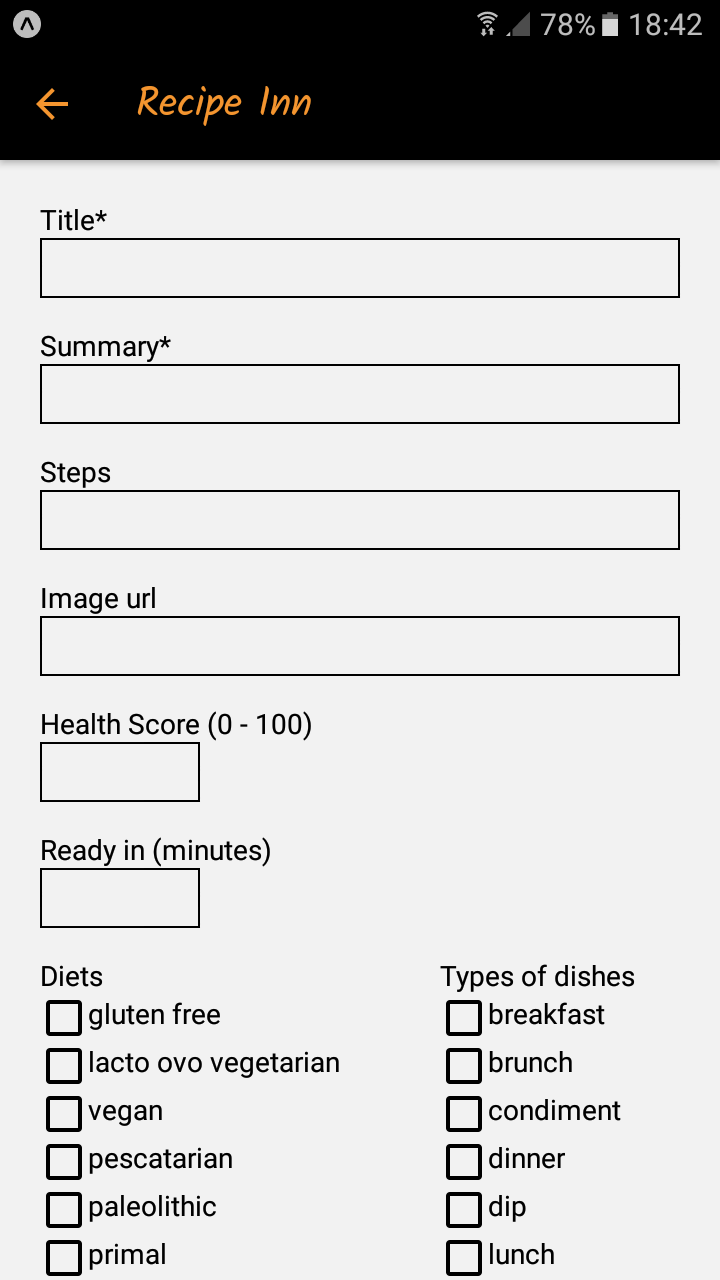 78% 18:42
Recipe Inn
Title*
Summary*
Steps
Image url
Health Score (0 - 100)
Ready in (minutes)
Diets
gluten free
lacto ovo vegetarian
vegan
pescatarian
paleolithic
primal
Types of dishes
breakfast
brunch
condiment
dinner
dip
lunch